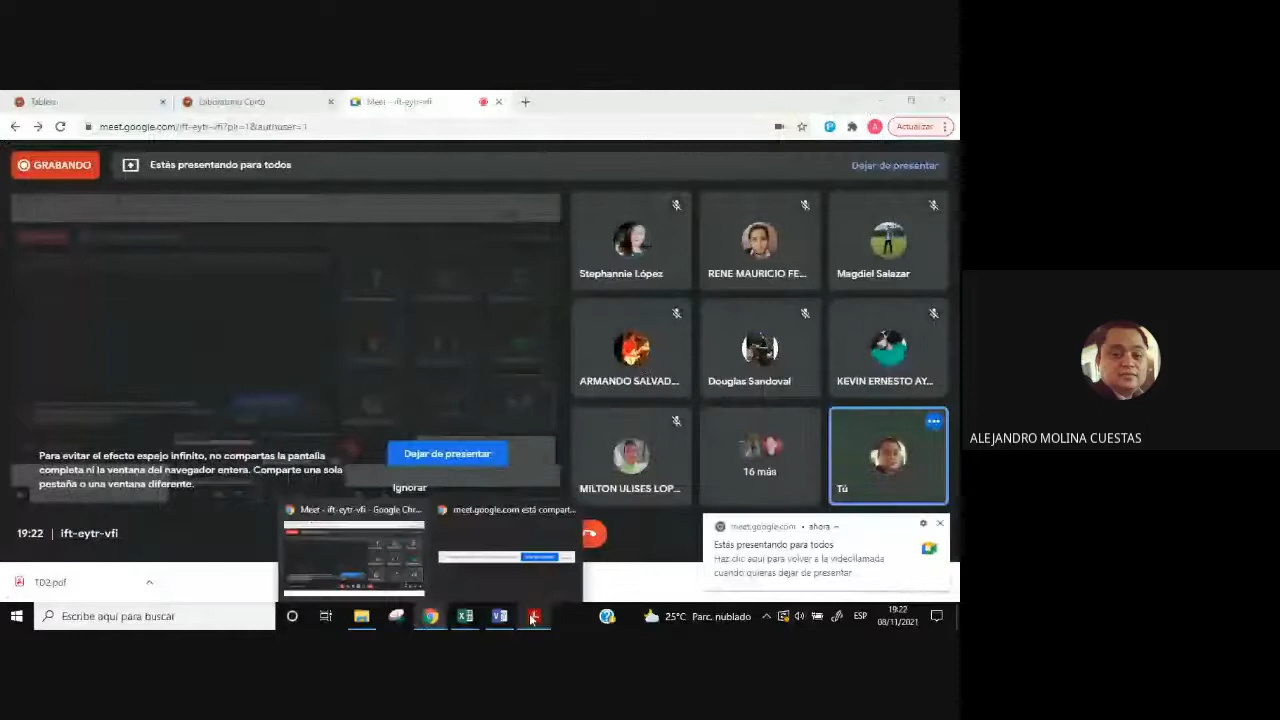 Tablero
Laboratorio Corto
Meet - ift-eytr-vfi
meet.google.com/ift-eytr-vfi?pli=1&authuser=1
Actualizar
GRABANDO
Estás presentando para todos
Dejar de presentar
Stephannie López
RENE MAURICIO FE...
Magdiel Salazar
ARMANDO SALVAD...
Douglas Sandoval
KEVIN ERNESTO AY...
MILTON ULISES LOP...
16 más
Tú
Para evitar el efecto espejo infinito, no compartas la pantalla
completa ni la ventana del navegador entera. Comparte una sola
pestaña o una ventana diferente.
Dejar de presentar
Ignorar
Meet - ift-eytr-vfi - Google Chr...
meet.google.com está compart...
19:22 | ift-eytr-vfi
meet.google.com • ahora
Estás presentando para todos
Haz clic aquí para volver a la videollamada
cuando quieras dejar de presentar
TD2.pdf
Escribe aquí para buscar
25°C Parc. nublado
ESP
19:22
08/11/2021
ALEJANDRO MOLINA CUESTAS